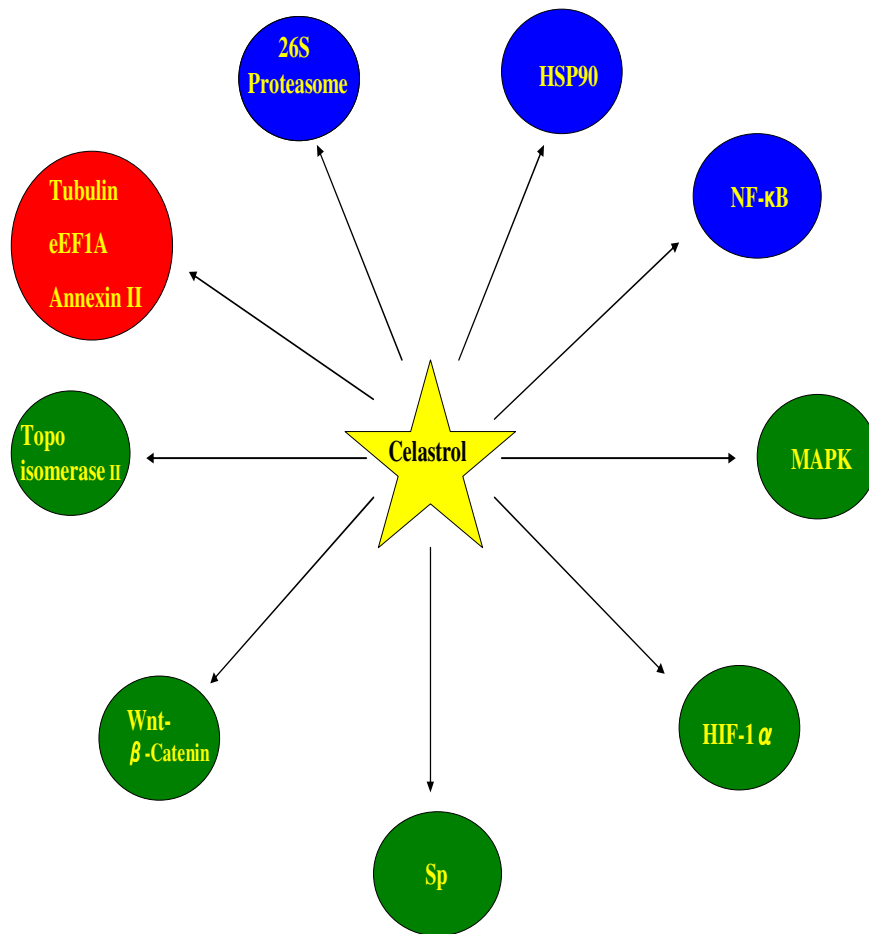 26S
Proteasome
HSP90
NF-κB
Tubulin
eEF1A
Annexin II
Celastrol
Topo
isomerase II
MAPK
Wnt-
β-Catenin
HIF-1α
Sp